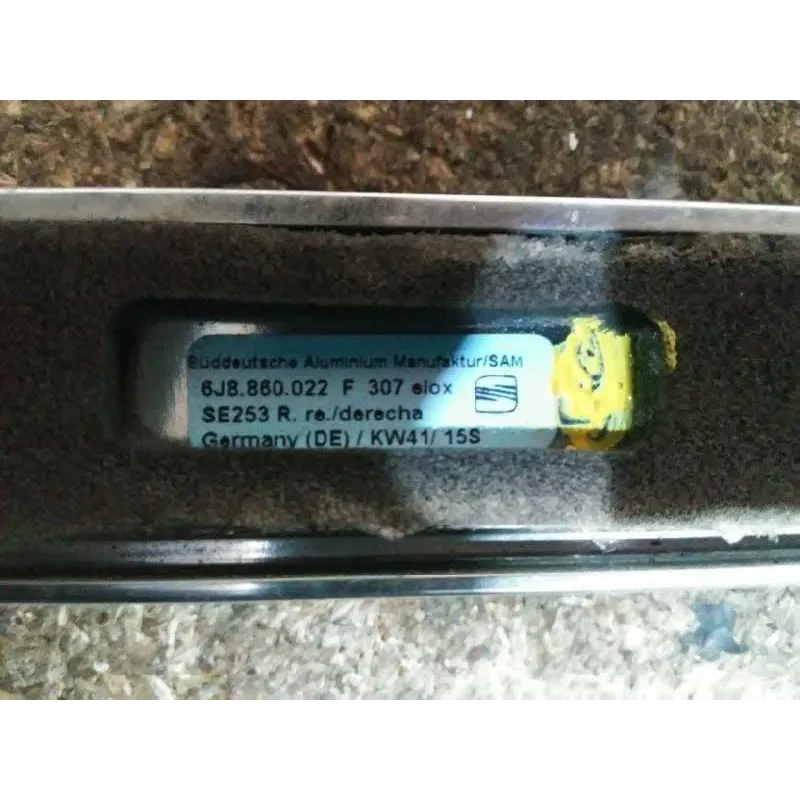 Süddeutsche Aluminium Manufaktur/SAM
6J8.860.022 F 307 elox
SE253 R. re./derecha
Germany (DE) / KW41/ 15S